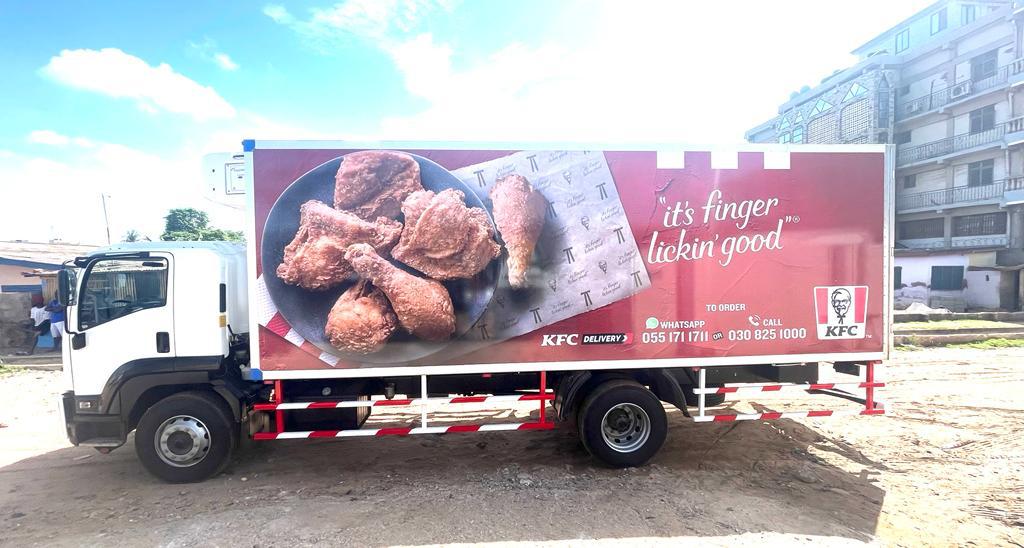 "it's finger
lickin' good"®
TO ORDER
WHATSAPP
CALL
KFC DELIVERY
055 171 1711 OR 030 825 1000
KFC